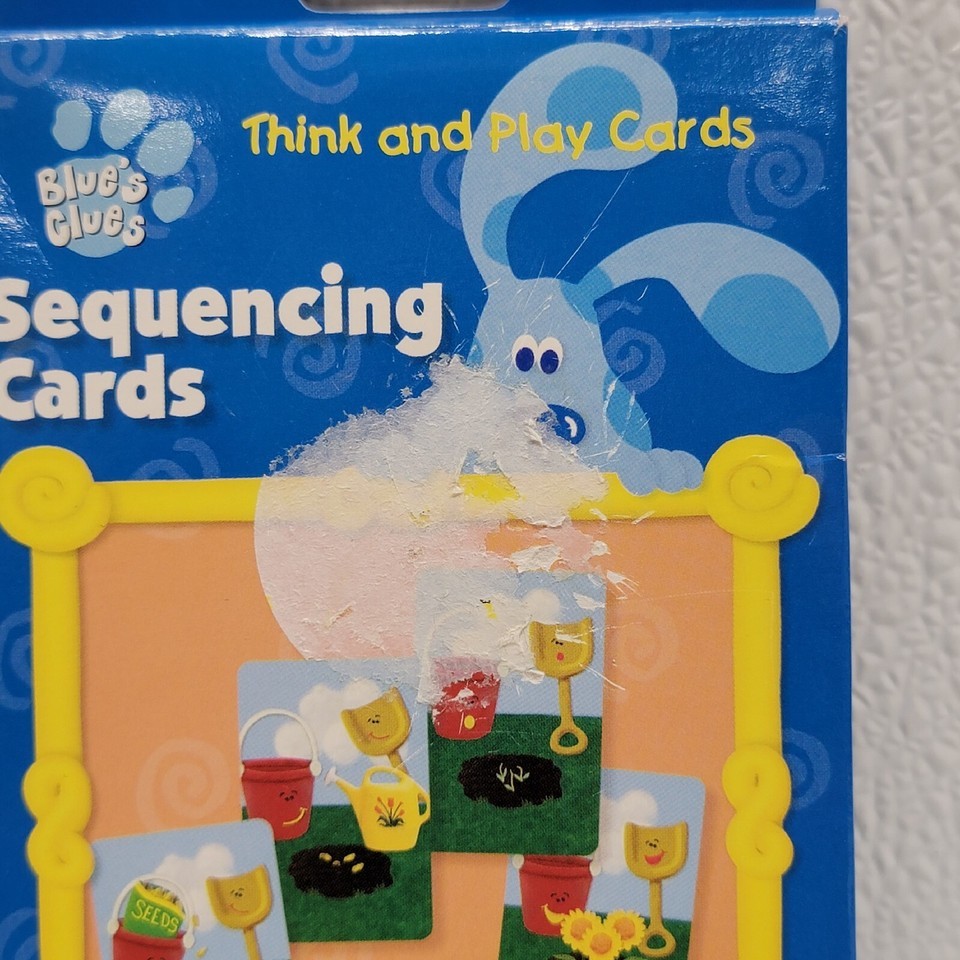 Think and Play Cards
Blue's
Clues
Sequencing
Cards
SEEDS